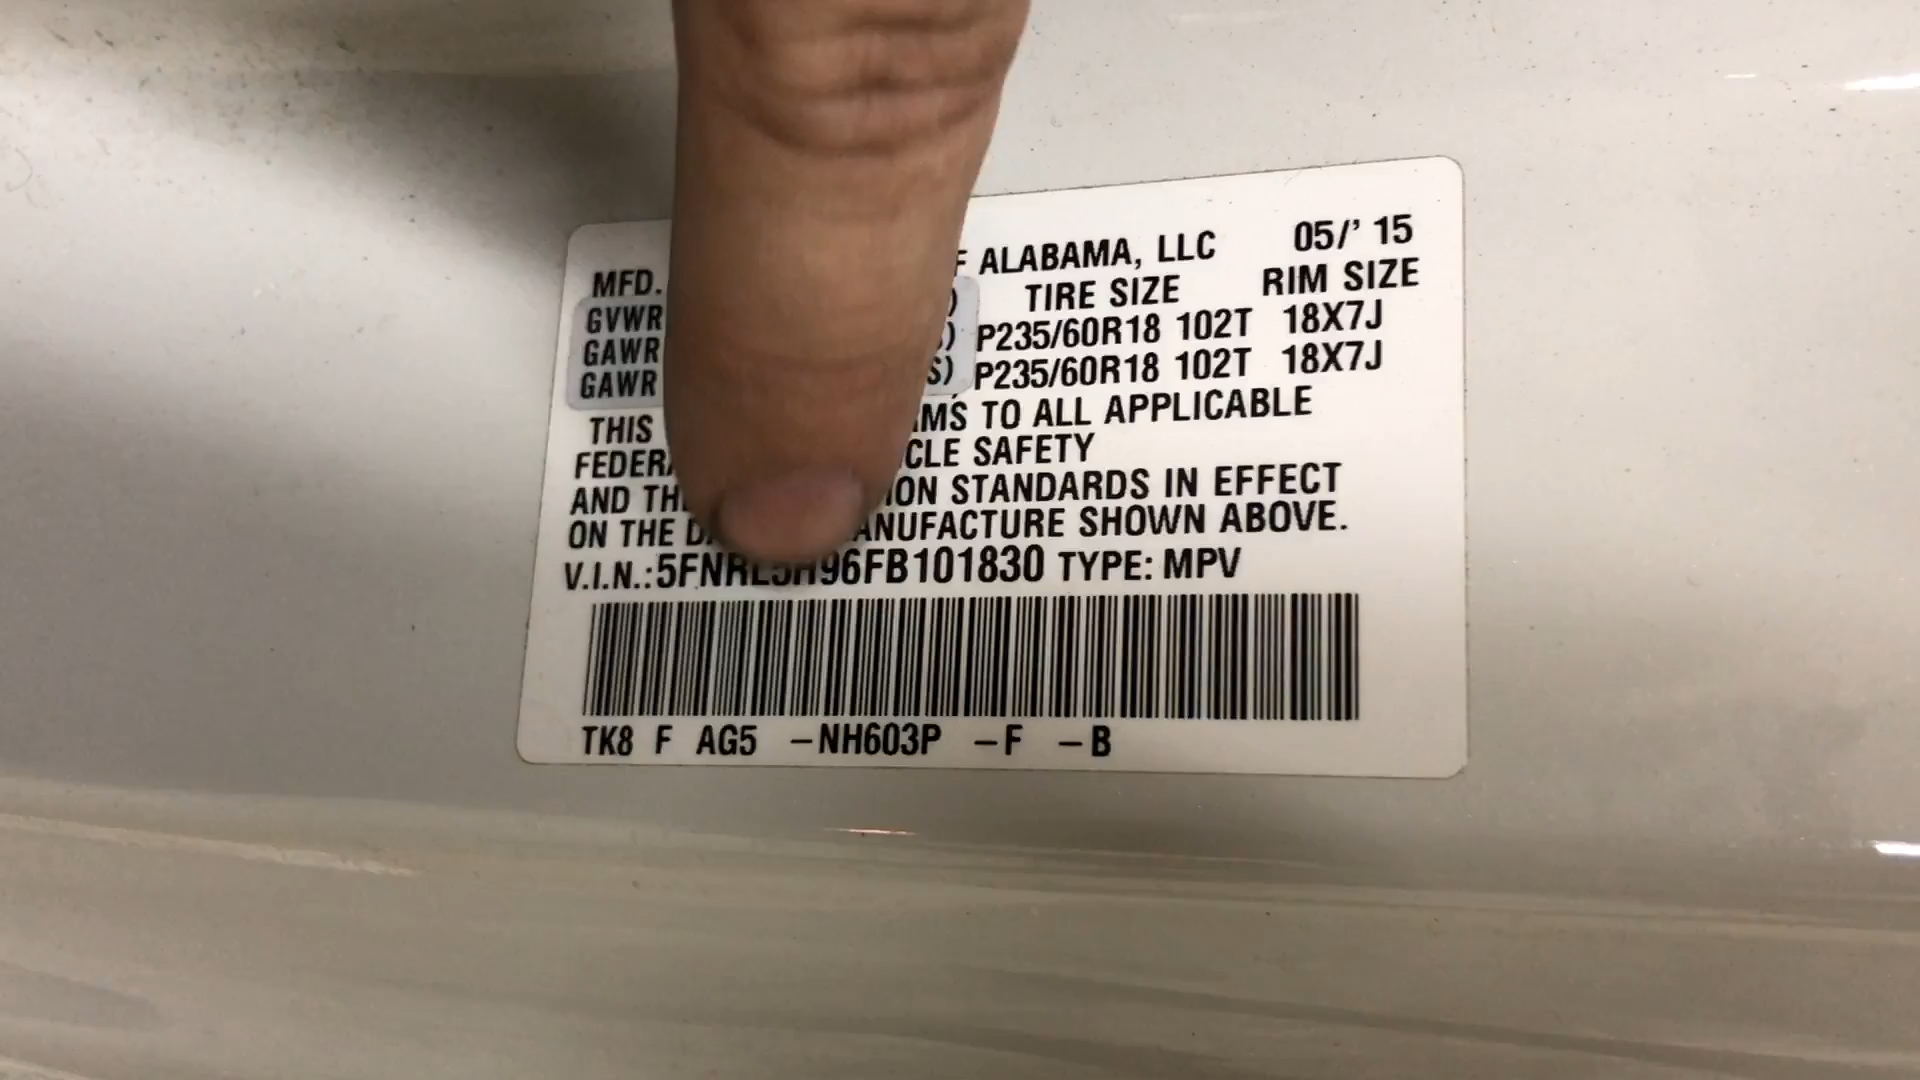 MFD. F ALABAMA, LLC 05/' 15
TIRE SIZE RIM SIZE
GVWR P235/60R18 102T 18X7J
GAWR S) P235/60R18 102T 18X7J
GAWR
THIS MS TO ALL APPLICABLE
FEDER CLE SAFETY
AND TH ION STANDARDS IN EFFECT
ON THE D ANUFACTURE SHOWN ABOVE.
V.I.N.:5FNRL5H96FB101830 TYPE: MPV
TK8 F AG5 –NH603P –F –B